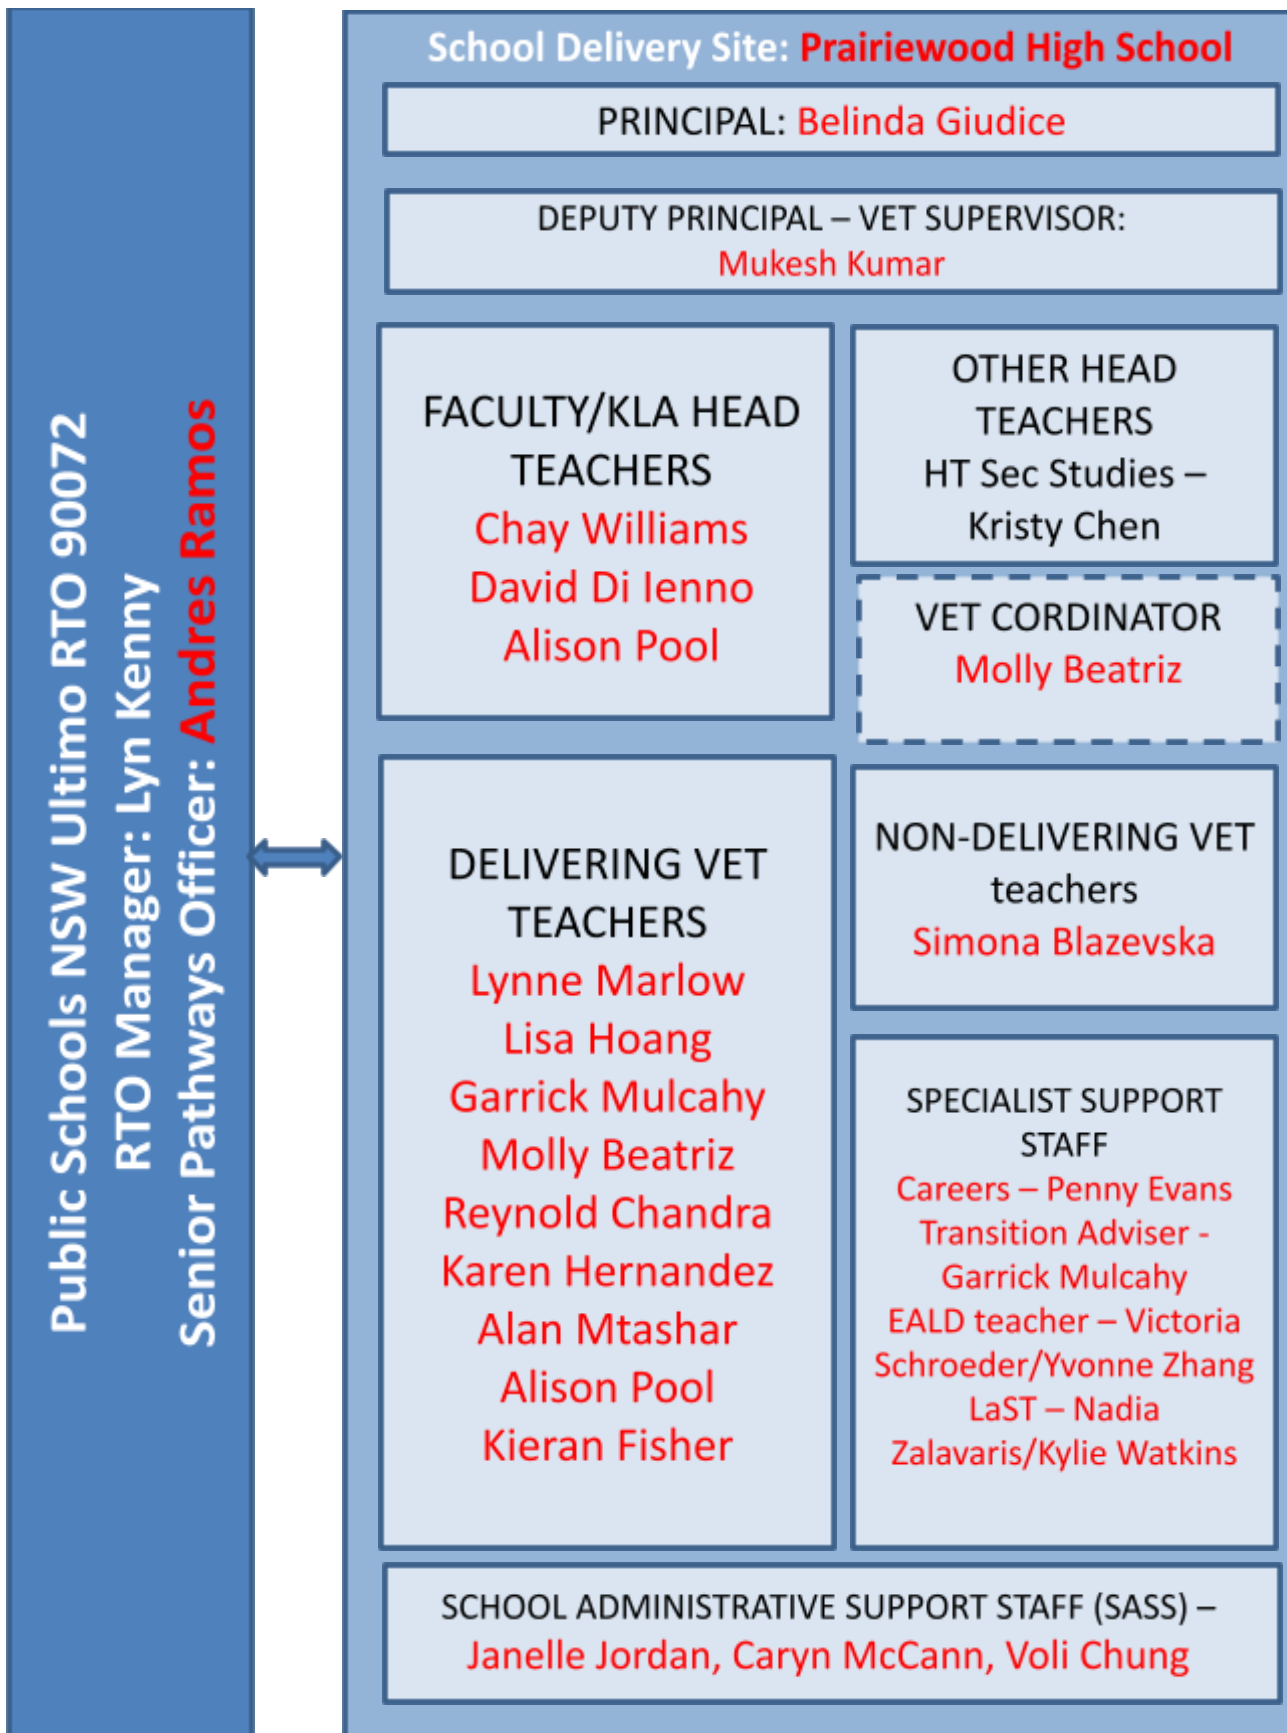 Public Schools NSW Ultimo RTO 90072
RTO Manager: Lyn Kenny
Senior Pathways Officer: Andres Ramos
School Delivery Site: Prairiewood High School
PRINCIPAL: Belinda Giudice
DEPUTY PRINCIPAL – VET SUPERVISOR:
Mukesh Kumar
FACULTY/KLA HEAD
TEACHERS
Chay Williams
David Di Ienno
Alison Pool
OTHER HEAD
TEACHERS
HT Sec Studies –
Kristy Chen
VET CORDINATOR
Molly Beatriz
DELIVERING VET
TEACHERS
Lynne Marlow
Lisa Hoang
Garrick Mulcahy
Molly Beatriz
Reynold Chandra
Karen Hernandez
Alan Mtashar
Alison Pool
Kieran Fisher
NON-DELIVERING VET
teachers
Simona Blazevska
SPECIALIST SUPPORT
STAFF
Careers – Penny Evans
Transition Adviser -
Garrick Mulcahy
EALD teacher – Victoria
Schroeder/Yvonne Zhang
LaST – Nadia
Zalavaris/Kylie Watkins
SCHOOL ADMINISTRATIVE SUPPORT STAFF (SASS) –
Janelle Jordan, Caryn McCann, Voli Chung